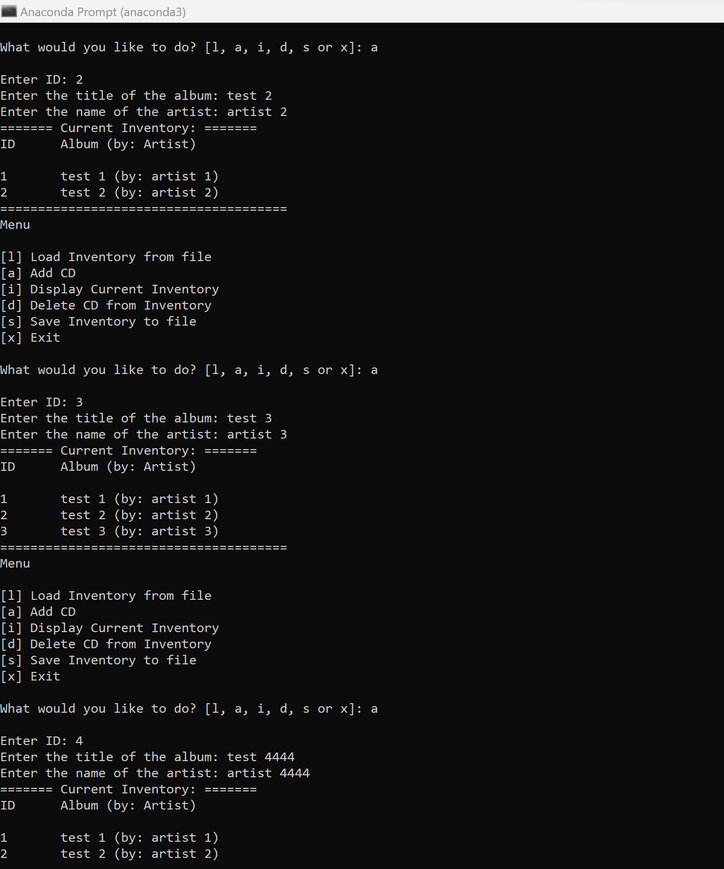 Anaconda Prompt (anaconda3)
What would you like to do? [l, a, i, d, s or x]: a
Enter ID: 2
Enter the title of the album: test 2
Enter the name of the artist: artist 2
======= Current Inventory: =======
ID      Album (by: Artist)
1       test 1 (by: artist 1)
2       test 2 (by: artist 2)
======================================
Menu
[l] Load Inventory from file
[a] Add CD
[i] Display Current Inventory
[d] Delete CD from Inventory
[s] Save Inventory to file
[x] Exit
What would you like to do? [l, a, i, d, s or x]: a
Enter ID: 3
Enter the title of the album: test 3
Enter the name of the artist: artist 3
======= Current Inventory: =======
ID      Album (by: Artist)
1       test 1 (by: artist 1)
2       test 2 (by: artist 2)
3       test 3 (by: artist 3)
======================================
Menu
[l] Load Inventory from file
[a] Add CD
[i] Display Current Inventory
[d] Delete CD from Inventory
[s] Save Inventory to file
[x] Exit
What would you like to do? [l, a, i, d, s or x]: a
Enter ID: 4
Enter the title of the album: test 4444
Enter the name of the artist: artist 4444
======= Current Inventory: =======
ID      Album (by: Artist)
1       test 1 (by: artist 1)
2       test 2 (by: artist 2)